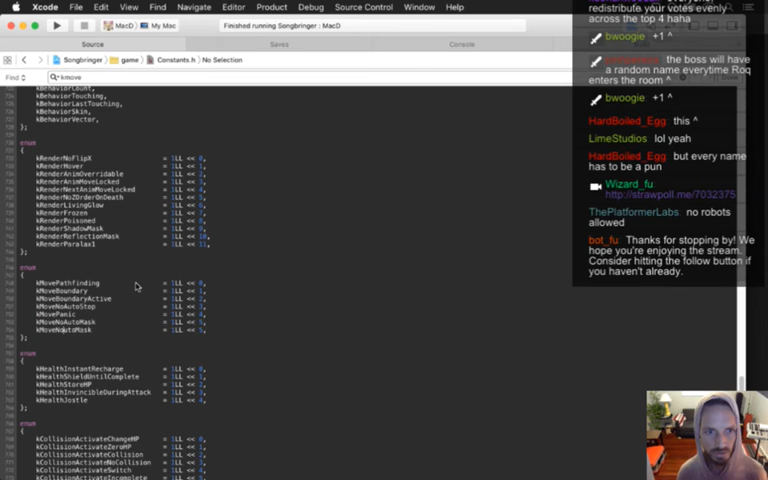 Xcode File Edit View Find Navigate Editor Product Debug Source Control Window Help
MacD My Mac
Finished running Songbringer : MacD
Source Saves Console
Songbringer game Constants.h No Selection
Find kmove
kBehaviorCount,
kBehaviorTouching,
kBehaviorLastTouching,
kBehaviorSkin,
kBehaviorVector,
};
enum
{
kRenderNoFlipX = 1LL << 0,
kRenderHover = 1LL << 1,
kRenderAnimOverridable = 1LL << 2,
kRenderAnimMoveLocked = 1LL << 3,
kRenderNextAnimMoveLocked = 1LL << 4,
kRenderNoZOrderOnDeath = 1LL << 5,
kRenderLivingGlow = 1LL << 6,
kRenderFrozen = 1LL << 7,
kRenderPoisoned = 1LL << 8,
kRenderShadowMask = 1LL << 9,
kRenderReflectionMask = 1LL << 10,
kRenderParalax1 = 1LL << 11,
};
enum
{
kMovePathfinding = 1LL << 0,
kMoveBoundary = 1LL << 1,
kMoveBoundaryActive = 1LL << 2,
kMoveNoAutoStop = 1LL << 3,
kMovePanic = 1LL << 4,
kMoveNoAutoMask = 1LL << 5,
kMoveNoAutoMask = 1LL << 5,
};
enum
{
kHealthInstantRecharge = 1LL << 0,
kHealthShieldUntilComplete = 1LL << 1,
kHealthStoreHP = 1LL << 2,
kHealthInvincibleDuringAttack = 1LL << 3,
kHealthJostle = 1LL << 4,
};
enum
{
kCollisionActivateChangeHP = 1LL << 0,
kCollisionActivateZeroHP = 1LL << 1,
kCollisionActivateCollision = 1LL << 2,
kCollisionActivateNoCollision = 1LL << 3,
kCollisionActivateSwitch = 1LL << 4,
kCollisionActivateIncomplete = 1LL << 5,
redistribute your votes evenly
across the top 4 haha
bwoogie +1 ^
the boss will have
a random name everytime Roq
enters the room ^
bwoogie +1 ^
HardBoiled_Egg: this ^
LimeStudios: lol yeah
HardBoiled_Egg: but every name
has to be a pun
Wizard_fu:
http://strawpoll.me/7032375
ThePlatformerLabs: no robots
allowed
bot_fu: Thanks for stopping by! We
hope you're enjoying the stream.
Consider hitting the follow button if
you haven't already.